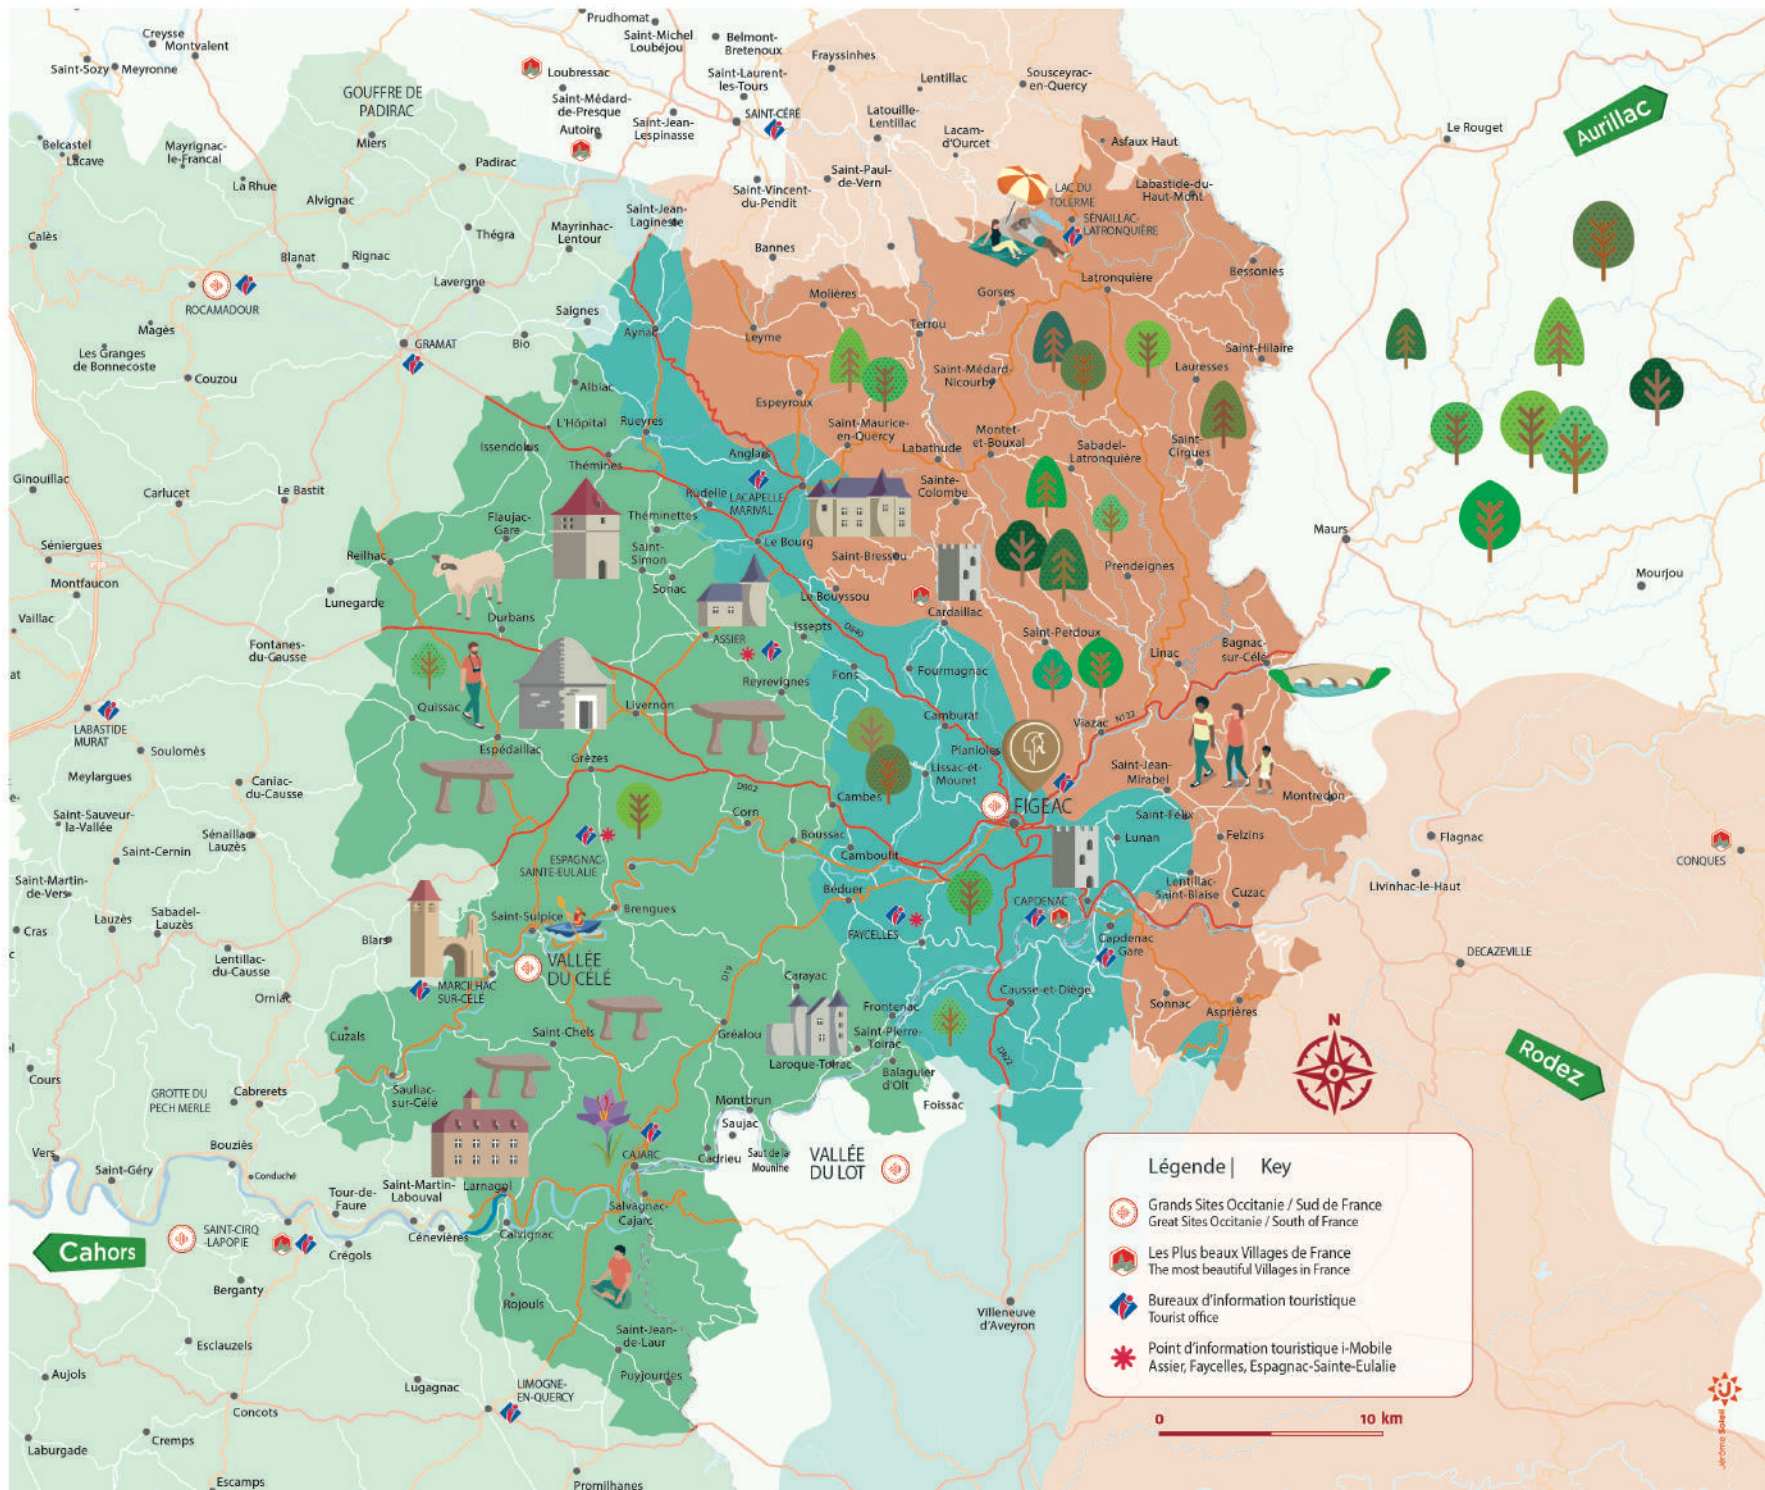 Prudhomat
Creysse
Montvalent
Saint-Michel
Loubéjou
Belmont-
Bretenoux
Frayssinhes
Saint-Sozy
Meyronne
Loubressac
Saint-Laurent-
les-Tours
Lentillac
Sousceyrac-
en-Quercy
GOUFFRE DE
PADIRAC
Saint-Médard-
de-Presque
SAINT-CÉRÉ
Latouille-
Lentillac
Aurillac
Autoire
Saint-Jean-
Lespinasse
Lacam-
d'Ourcet
Le Rouget
Belcastel
Lacave
Mayrignac-
le-Francal
Miers
Asfaux Haut
Padirac
La Rhue
Saint-Paul-
de-Vern
Saint-Vincent-
du-Pendit
LAC DU
TOLERME
Labastide-du-
Haut-Mont
Alvignac
Saint-Jean-
Lagineste
SÉNAILLAC-
LATRONQUIÈRE
Calès
Thégra
Mayrinhac-
Lentour
Bannes
Blanat
Rignac
Bessonies
Lavergne
Latronquière
ROCAMADOUR
Saignes
Molières
Gorses
Magès
Aynac
Leyme
Terrou
GRAMAT
Bio
Les Granges
de Bonnecoste
Saint-Hilaire
Couzou
Saint-Médard-
Nicourby
Lauresses
Albiac
Espeyroux
L'Hôpital
Rueyres
Saint-Maurice-
en-Quercy
Montet-
et-Bouxal
Issendolus
Anglars
Labathude
Sabadel-
Latronquière
Saint-
Cirgues
Thémines
Ginouillac
Carlucet
Le Bastit
Rudelle
LACAPELLE-
MARIVAL
Sainte-
Colombe
Flaujac-
Gare
Théminettes
Maurs
Séniergues
Reilhac
Saint-
Simon
Le Bourg
Saint-Bressou
Prendeignes
Mourjou
Montfaucon
Lunegarde
Sonac
Le Bouyssou
Cardaillac
Vaillac
Durbans
ASSIER
Issepts
D840
Saint-Perdoux
Fontanes-
du-Causse
Linac
Bagnac-
sur-Célé
Reyrevignes
Fons
Fourmagnac
Quissac
Livernon
Camburat
Viazac
N122
LABASTIDE
MURAT
Soulomès
Espédaillac
Grèzes
Planioles
Lissac-et-
Mouret
Saint-Jean-
Mirabel
Meylargues
Caniac-
du-Causse
D802
Cambes
FIGEAC
Montredon
Saint-Sauveur-
la-Vallée
Sénaillac-
Lauzès
Corn
Boussac
Saint-Félix
Lunan
Felzins
Flagnac
Saint-Cernin
ESPAGNAC-
SAINTE-EULALIE
Camboulit
CONQUES
Saint-Martin-
de-Vers
Béduer
Lentillac-
Saint-Blaise
Cuzac
Livinhac-le-Haut
Lauzès
Sabadel-
Lauzès
Saint-Sulpice
Brengues
CAPDENAC
Cras
Blars
FAYCELLES
Capdenac
Gare
DECAZEVILLE
Lentillac-
du-Causse
VALLÉE
DU CÉLÉ
D19
Carayac
MARCILHAC
SUR-CÉLÉ
Orniac
Causse-et-Diège
Sonnac
Asprières
Frontenac
Cuzals
Saint-Chels
Gréalou
Saint-Pierre-
Toirac
Rodez
N
Laroque-Toirac
D822
Cours
GROTTE DU
PECH MERLE
Cabrerets
Sauliac-
sur-Célé
Balaguier
d'Olt
Foissac
Montbrun
Saujac
Bouziès
CAJARC
Cadrieu
Saut de la
Mounine
VALLÉE
DU LOT
Vers
Saint-Géry
Conduché
Tour-de-
Faure
Saint-Martin-
Labouval
Larnagol
Salvagnac-
Cajarc
SAINT-CIRQ
-LAPOPIE
Cénevières
Calvignac
Cahors
Crégols
Berganty
Rojouls
Villeneuve
d'Aveyron
Esclauzels
Saint-Jean-
de-Laur
Aujols
Lugagnac
LIMOGNE-
EN-QUERCY
Puyjourdes
Concots
Cremps
Laburgade
Escamps
Promilhanes
Légende | Key
Grands Sites Occitanie / Sud de France
Great Sites Occitanie / South of France
Les Plus beaux Villages de France
The most beautiful Villages in France
Bureaux d'information touristique
Tourist office
Point d'information touristique i-Mobile
Assier, Faycelles, Espagnac-Sainte-Eulalie
0 10 km
Jérôme Soleil